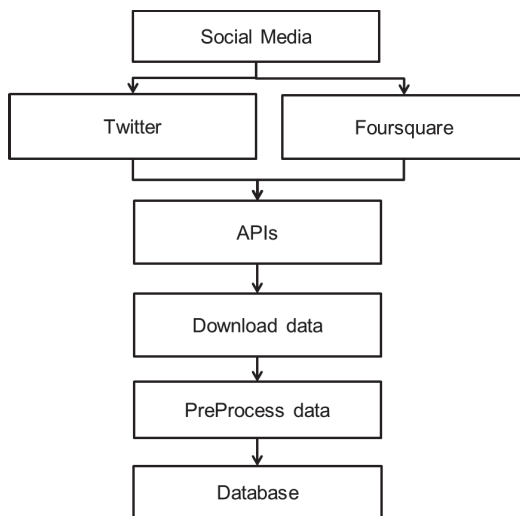 Social Media
Twitter
Foursquare
APIs
Download data
PreProcess data
Database